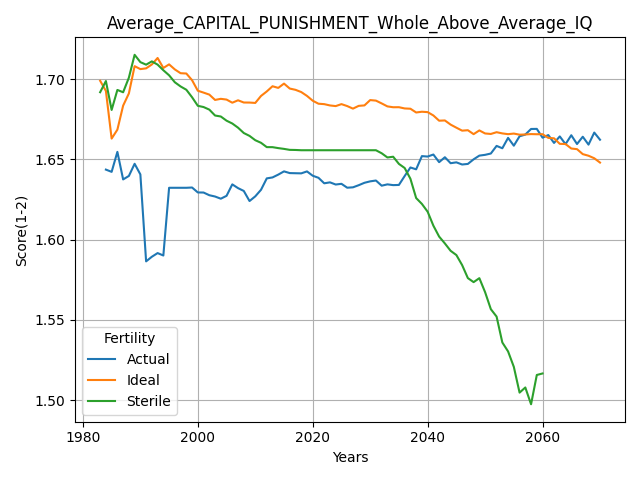 Average_CAPITAL_PUNISHMENT_Whole_Above_Average_IQ
1.70
1.65
1.60
1.55
1.50
Score(1-2)
Fertility
Actual
Ideal
Sterile
1980
2000
2020
2040
2060
Years